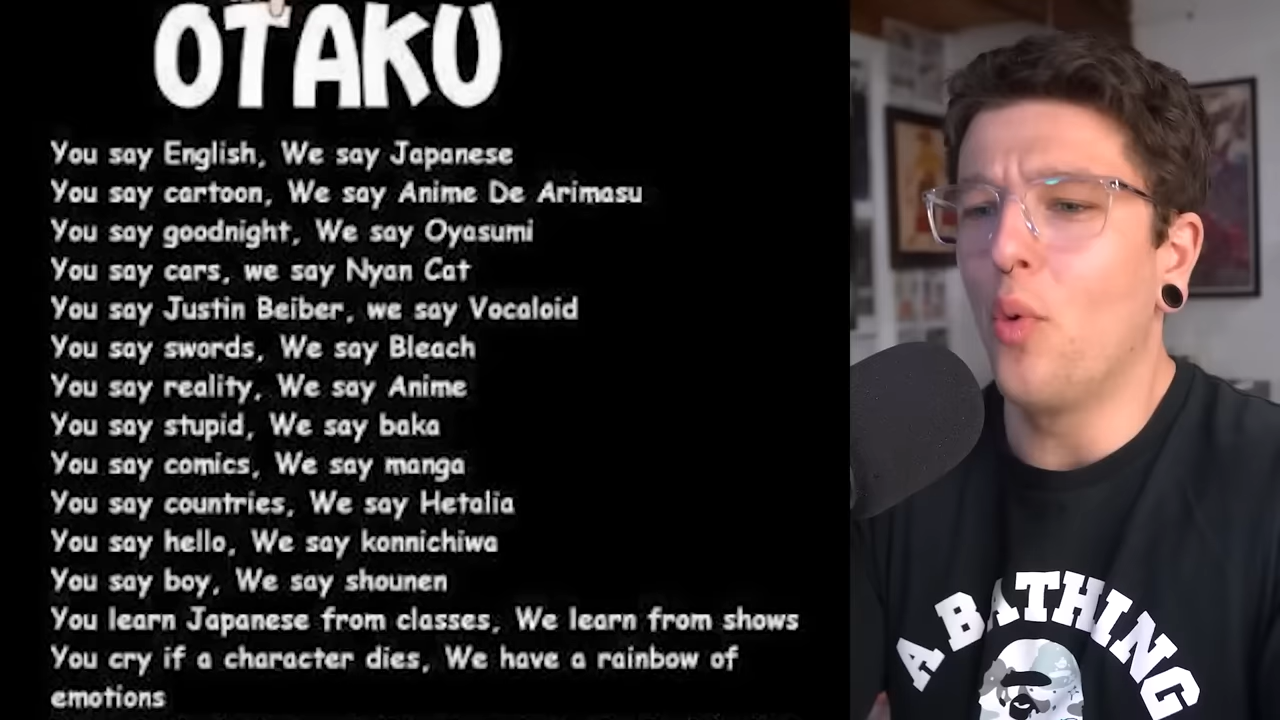 OTAKU
You say English, We say Japanese
You say cartoon, We say Anime De Arimasu
You say goodnight, We say Oyasumi
You say cars, we say Nyan Cat
You say Justin Beiber, we say Vocaloid
You say swords, We say Bleach
You say reality, We say Anime
You say stupid, We say baka
You say comics, We say manga
You say countries, We say Hetalia
You say hello, We say konnichiwa
You say boy, We say shounen
You learn Japanese from classes, We learn from shows
You cry if a character dies, We have a rainbow of
emotions
A BATHING